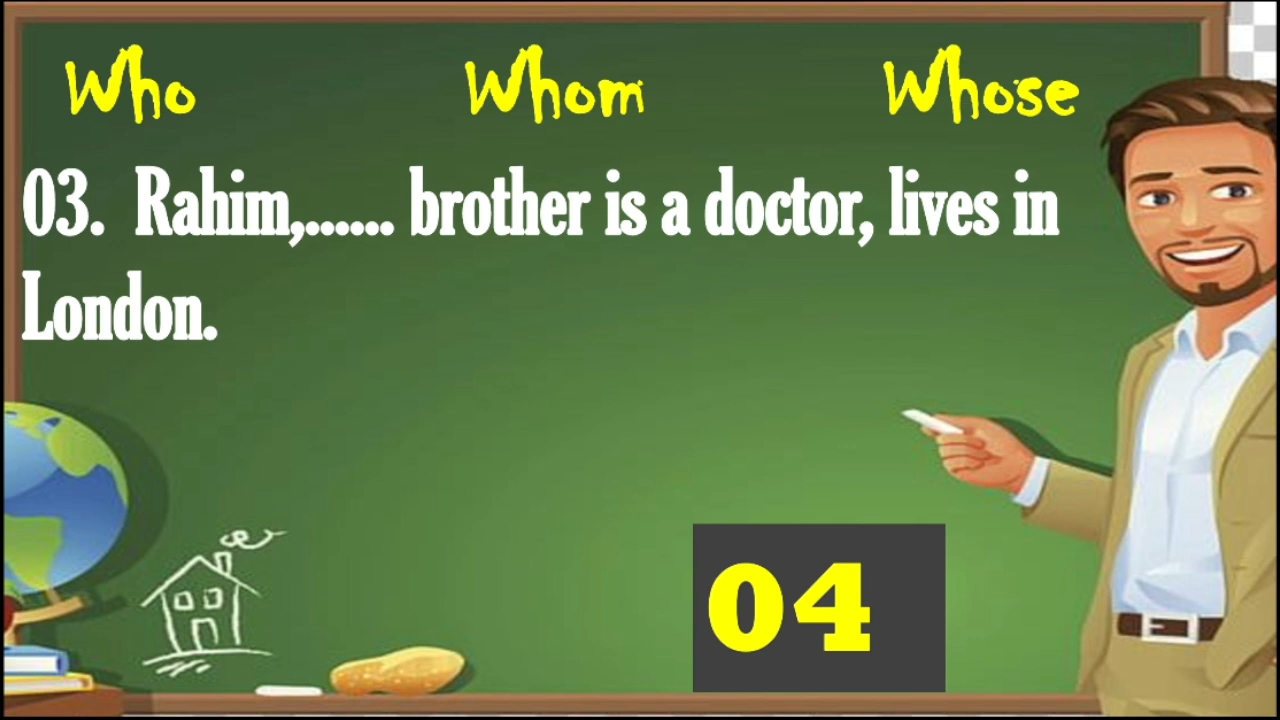 Who Whom Whose
03. Rahim,...... brother is a doctor, lives in
London.
04